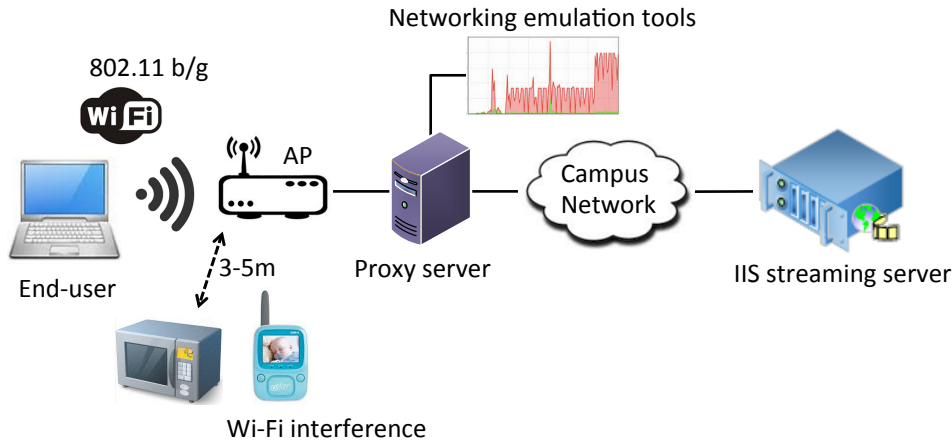 Networking emulation tools
802.11 b/g
Wi Fi
AP
Campus
Network
3-5m
Proxy server
End-user
IIS streaming server
Wi-Fi interference